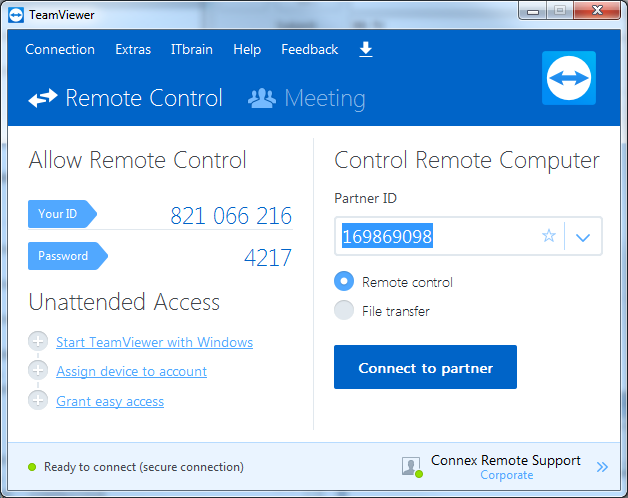 TeamViewer
Connection Extras ITbrain Help Feedback
Remote Control Meeting
Allow Remote Control
Your ID 821 066 216
Password 4217
Unattended Access
Start TeamViewer with Windows
Assign device to account
Grant easy access
Control Remote Computer
Partner ID
169869098
Remote control
File transfer
Connect to partner
Ready to connect (secure connection)
Connex Remote Support
Corporate